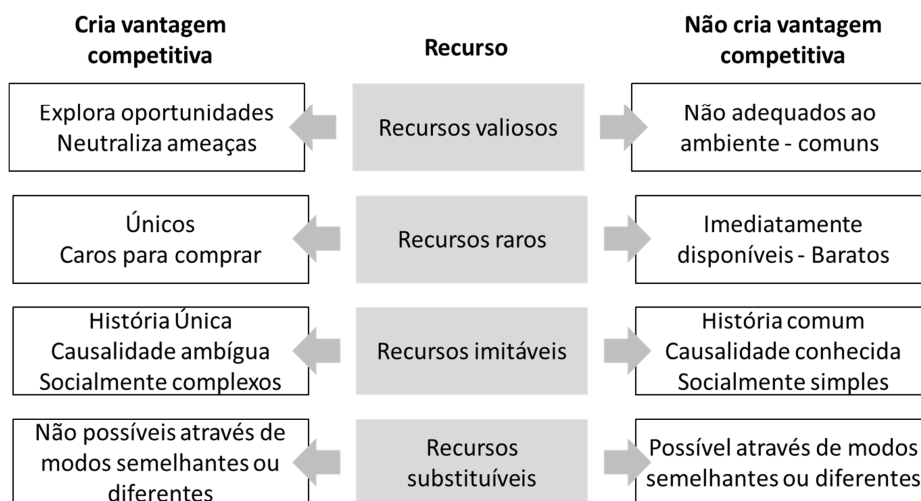 Cria vantagem
competitiva
Recurso
Não cria vantagem
competitiva
Explora oportunidades
Neutraliza ameaças
Recursos valiosos
Não adequados ao
ambiente - comuns
Únicos
Caros para comprar
Recursos raros
Imediatamente
disponíveis - Baratos
História Única
Causalidade ambígua
Socialmente complexos
Recursos imitáveis
História comum
Causalidade conhecida
Socialmente simples
Não possíveis através de
modos semelhantes ou
diferentes
Recursos
substituíveis
Possível através de modos
semelhantes ou diferentes